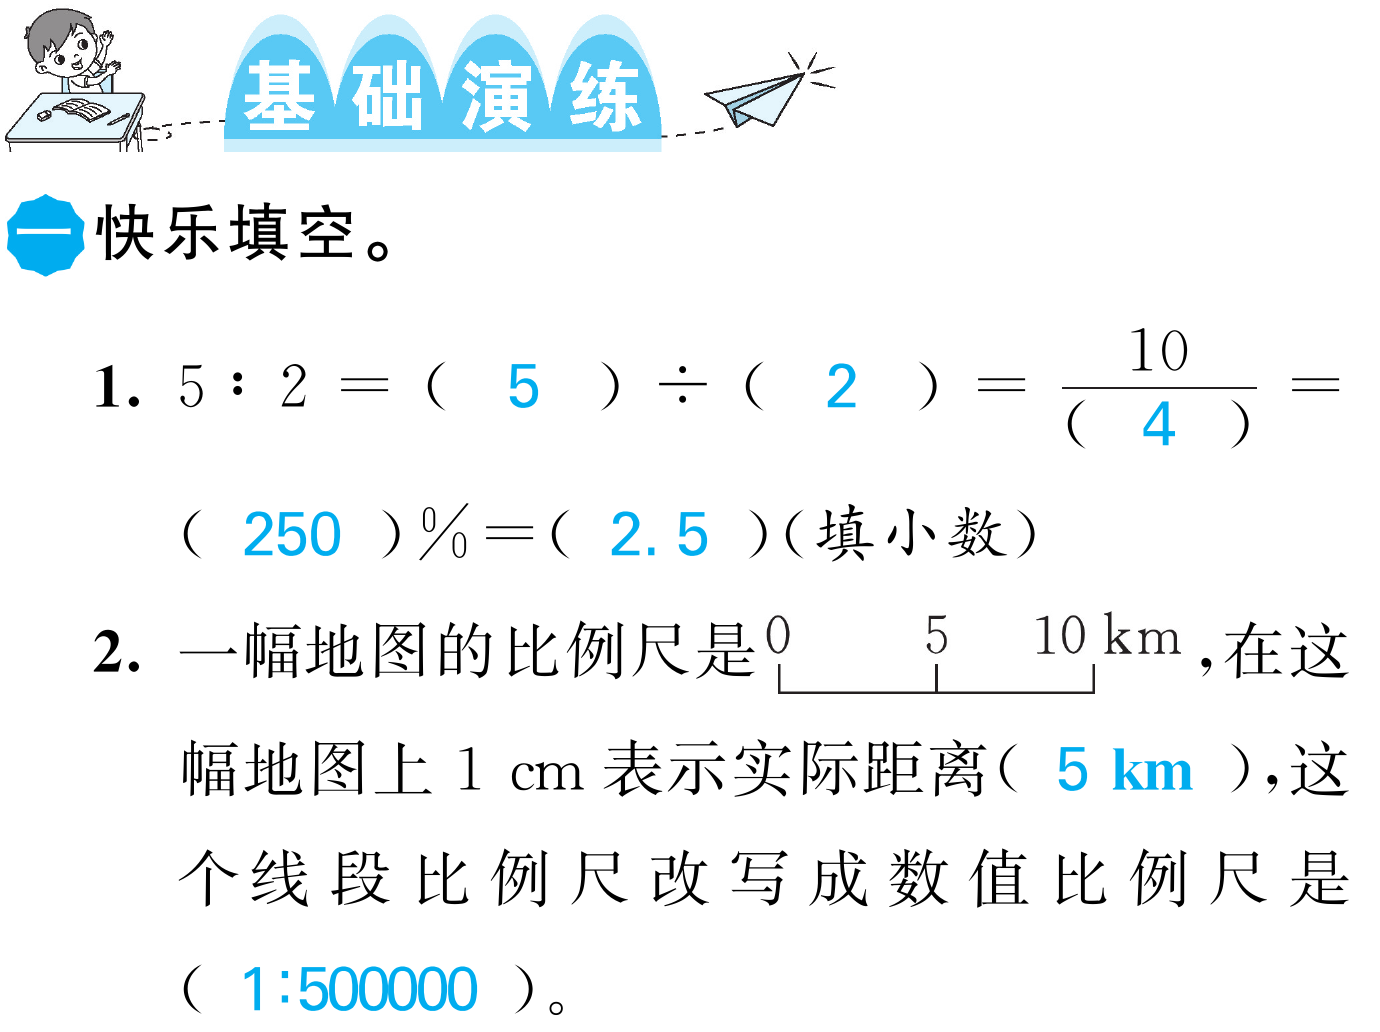 基础演练
一 快乐填空。
1. 5∶2=( 5 )÷( 2 )=10/( 4 )=
( 250 )%=( 2.5 )(填小数)
2. 一幅地图的比例尺是 0 5 10 km,在这
幅地图上 1 cm 表示实际距离( 5 km ),这
个线段比例尺改写成数值比例尺是
( 1∶500000 )。